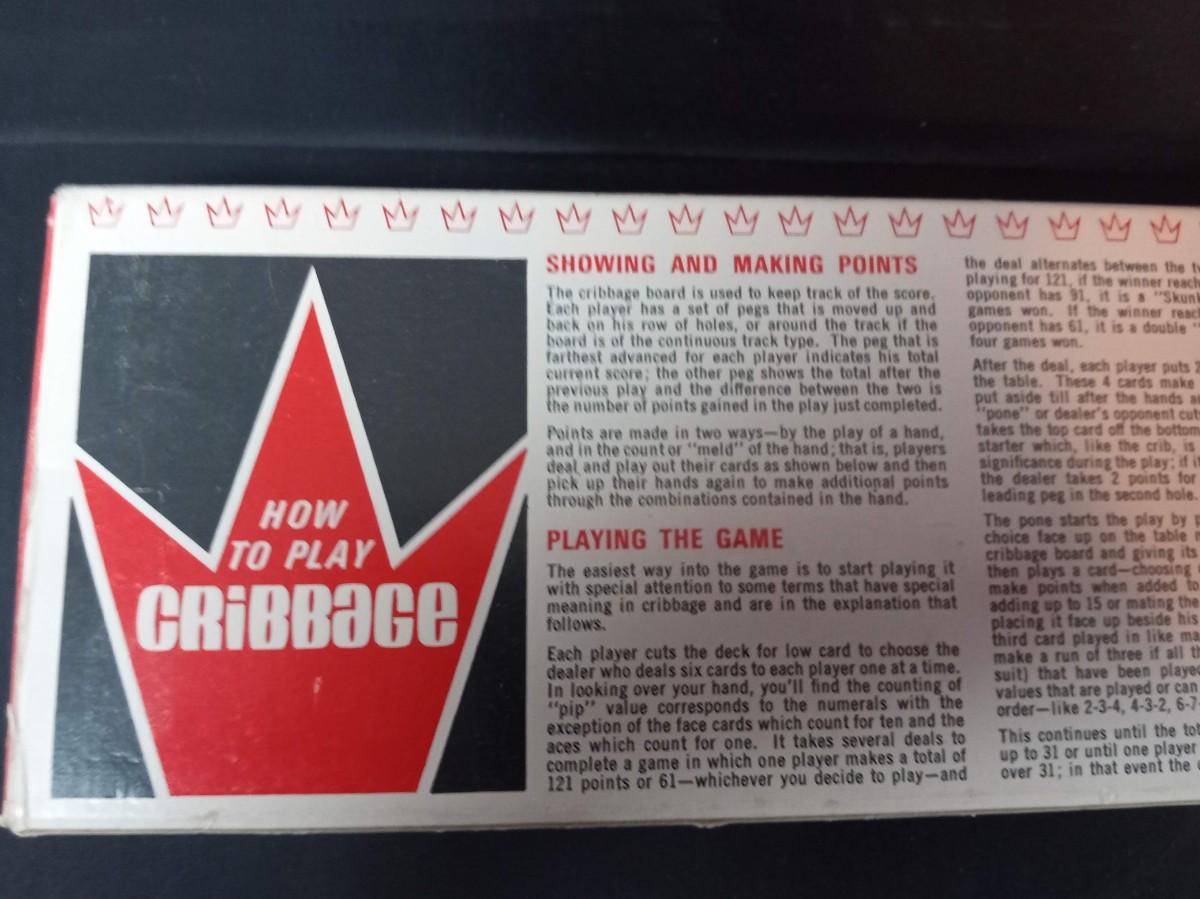 HOW
TO PLAY
CRiBBaGe
SHOWING AND MAKING POINTS
The cribbage board is used to keep track of the score.
Each player has a set of pegs that is moved up and
back on his row of holes, or around the track if the
board is of the continuous track type. The peg that is
farthest advanced for each player indicates his total
current score; the other peg shows the total after the
previous play and the difference between the two is
the number of points gained in the play just completed.
Points are made in two ways—by the play of a hand,
and in the count or "meld" of the hand; that is, players
deal and play out their cards as shown below and then
pick up their hands again to make additional points
through the combinations contained in the hand.
PLAYING THE GAME
The easiest way into the game is to start playing it
with special attention to some terms that have special
meaning in cribbage and are in the explanation that
follows.
Each player cuts the deck for low card to choose the
dealer who deals six cards to each player one at a time.
In looking over your hand, you'll find the counting of
"pip" value corresponds to the numerals with the
exception of the face cards which count for ten and the
aces which count for one. It takes several deals to
complete a game in which one player makes a total of
121 points or 61—whichever you decide to play—and
the deal alternates between the
playing for 121, if the winner
opponent has 91, it is a "Skun
games won. If the winner
opponent has 61, it is a double
four games won.
After the deal, each player puts 2
the table. These 4 cards make
put aside till after the hands
"pone" or dealer's opponent
takes the top card off the bottom
starter which, like the crib, is
significance during the play; if
the dealer takes 2 points for
leading peg in the second hole.
The pone starts the play by
choice face up on the table
cribbage board and giving its
then plays a card—choosing
make points when added
adding up to 15 or mating
placing it face up beside his
third card played in like
make a run of three if all
suit) that have been
values that are played or can
order—like 2-3-4, 4-3-2, 6-7-
This continues until the
up to 31 or until one player
over 31; in that event the